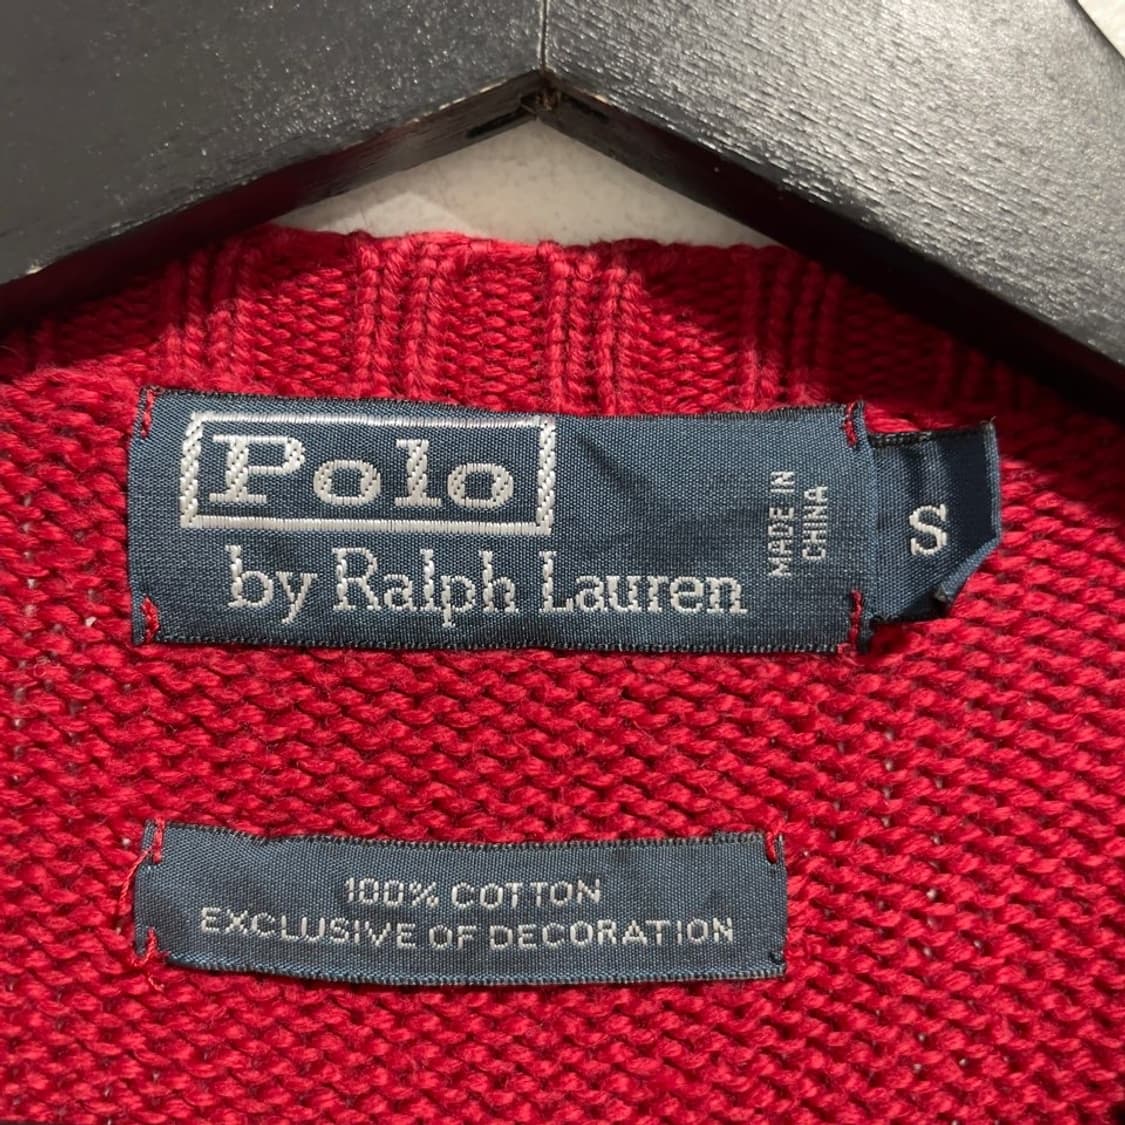 Polo
by Ralph Lauren
MADE IN
CHINA
S
100% COTTON
EXCLUSIVE OF DECORATION